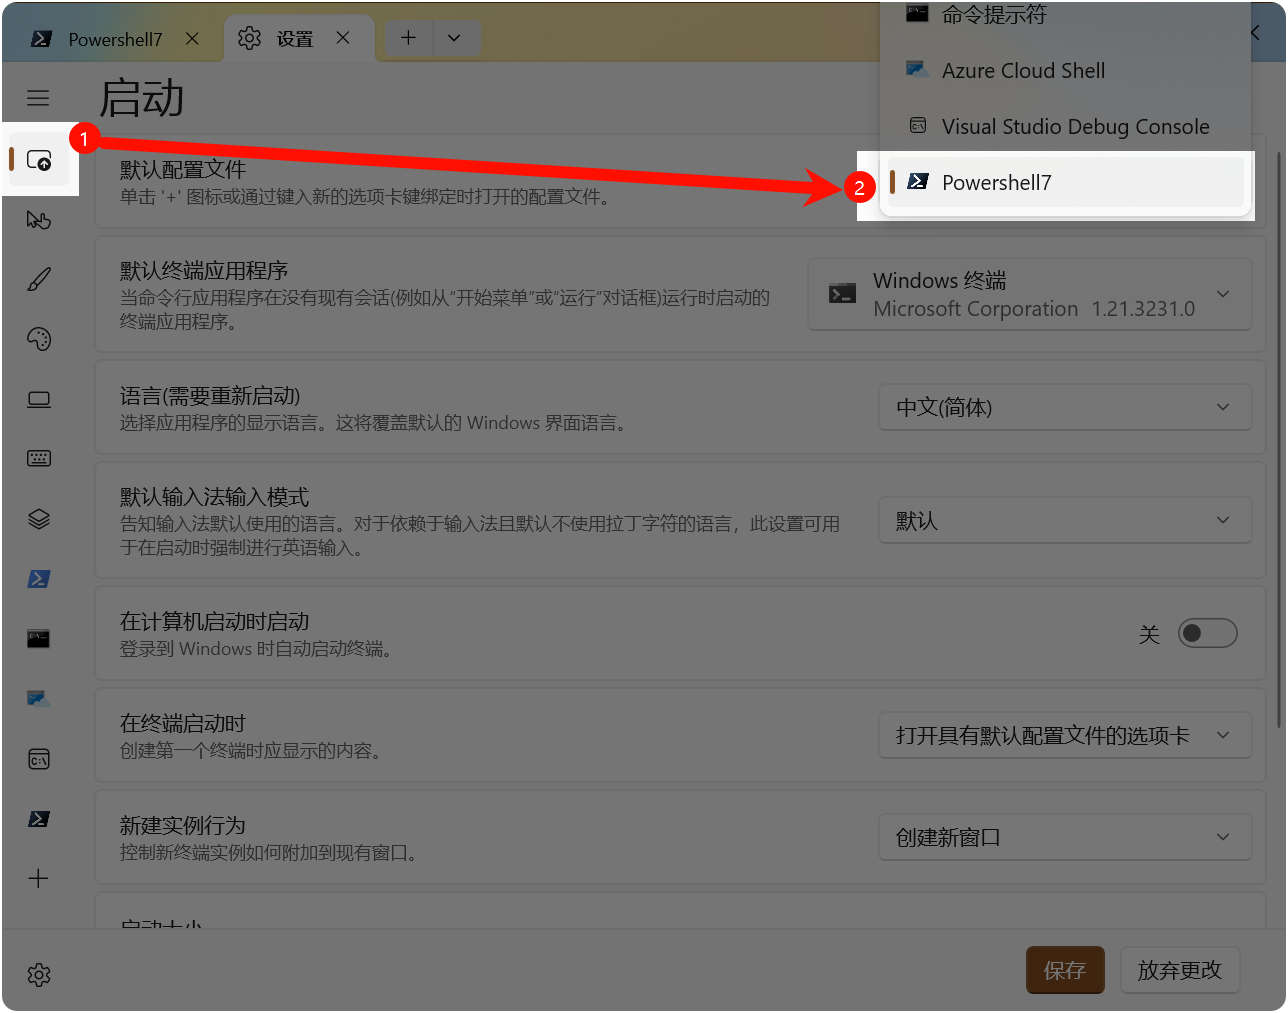 Powershell7
设置
命令提示符
Azure Cloud Shell
Visual Studio Debug Console
Powershell7
启动
1
2
默认配置文件
单击 '+' 图标或通过键入新的选项卡键绑定时打开的配置文件。
默认终端应用程序
当命令行应用程序在没有现有会话(例如从“开始菜单”或“运行”对话框)运行时启动的
终端应用程序。
Windows 终端
Microsoft Corporation 1.21.3231.0
语言(需要重新启动)
选择应用程序的显示语言。这将覆盖默认的 Windows 界面语言。
中文(简体)
默认输入法输入模式
告知输入法默认使用的语言。对于依赖于输入法且默认不使用拉丁字符的语言，此设置可用
于在启动时强制进行英语输入。
默认
在计算机启动时启动
登录到 Windows 时自动启动终端。
关
在终端启动时
创建第一个终端时应显示的内容。
打开具有默认配置文件的选项卡
新建实例行为
控制新终端实例如何附加到现有窗口。
创建新窗口
启动大小
保存
放弃更改